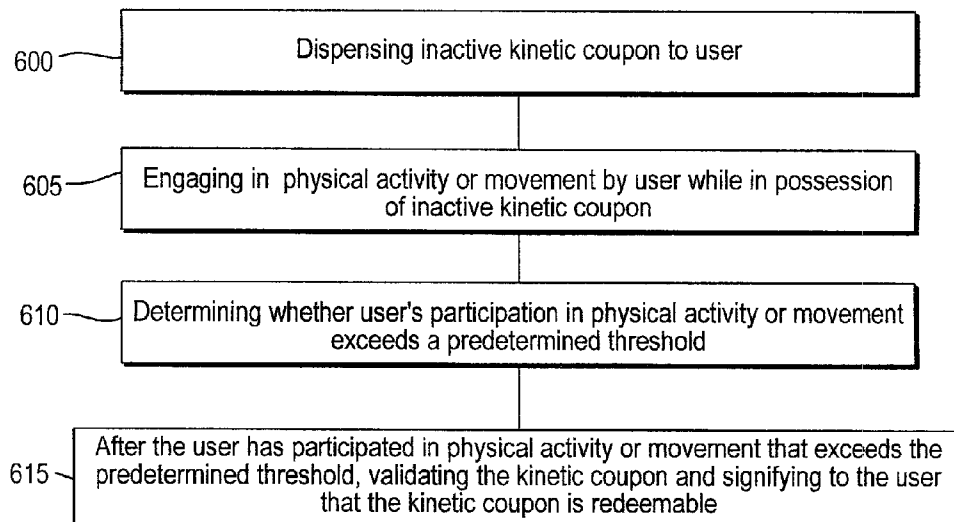 600
Dispensing inactive kinetic coupon to user
605
Engaging in physical activity or movement by user while in possession
of inactive kinetic coupon
610
Determining whether user's participation in physical activity or movement
exceeds a predetermined threshold
615
After the user has participated in physical activity or movement that exceeds the
predetermined threshold, validating the kinetic coupon and signifying to the user
that the kinetic coupon is redeemable